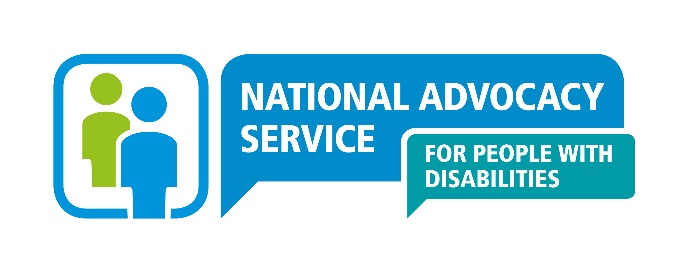 NATIONAL ADVOCACY
SERVICE
FOR PEOPLE WITH
DISABILITIES